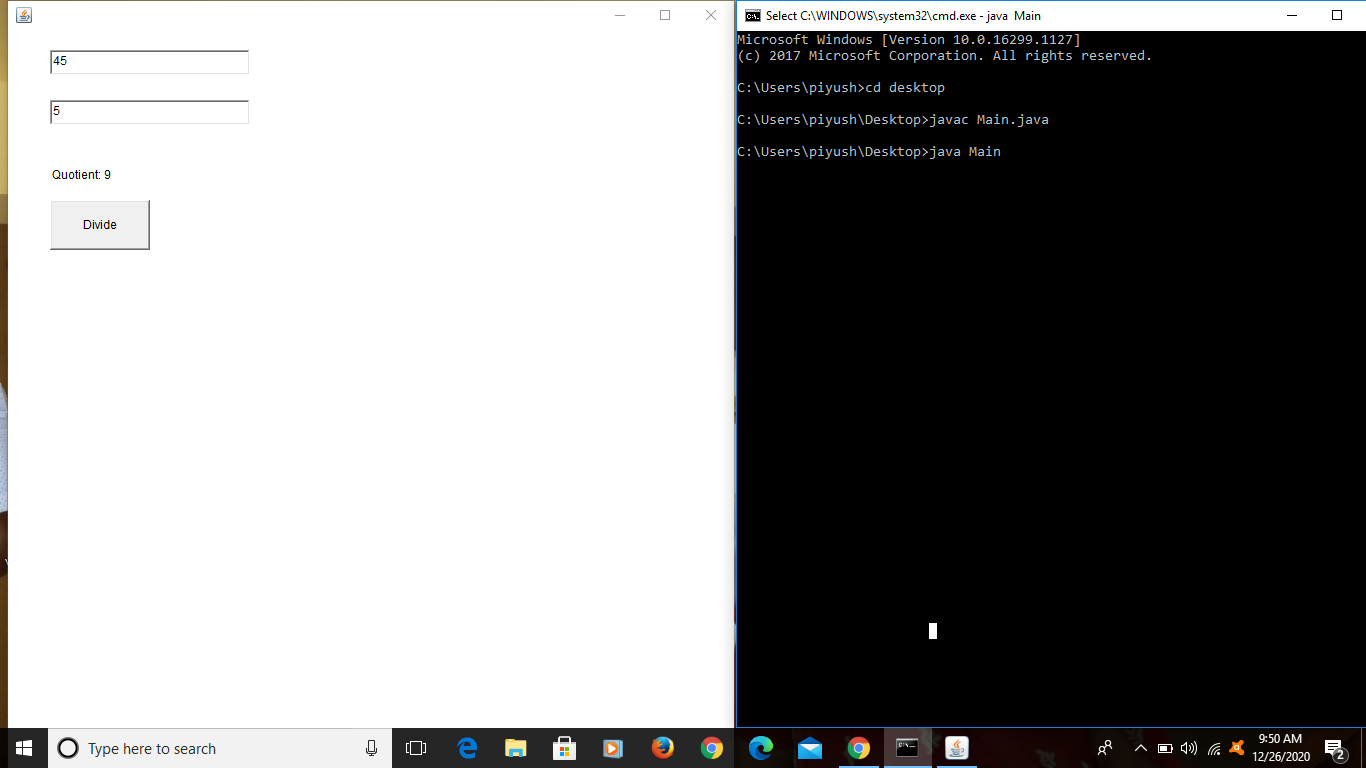 45
5
Quotient: 9
Divide
Select C:\WINDOWS\system32\cmd.exe - java  Main
Microsoft Windows [Version 10.0.16299.1127]
(c) 2017 Microsoft Corporation. All rights reserved.
C:\Users\piyush>cd desktop
C:\Users\piyush\Desktop>javac Main.java
C:\Users\piyush\Desktop>java Main
Type here to search
9:50 AM
12/26/2020
2